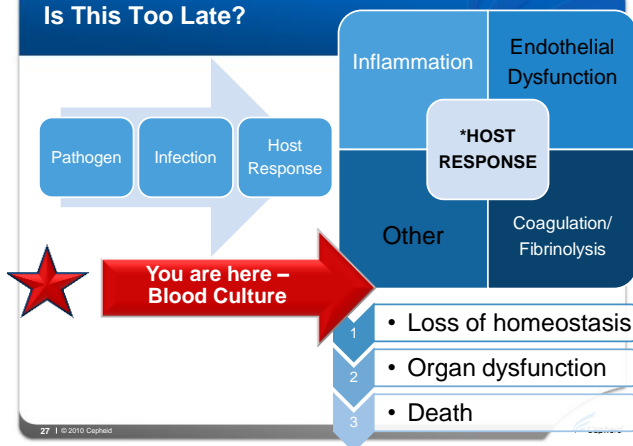 Is This Too Late?
Inflammation
Endothelial
Dysfunction
Pathogen
Infection
Host
Response
*HOST
RESPONSE
Other
Coagulation/
Fibrinolysis
You are here –
Blood Culture
1
• Loss of homeostasis
2
• Organ dysfunction
3
• Death
27 | © 2010 Cepheid